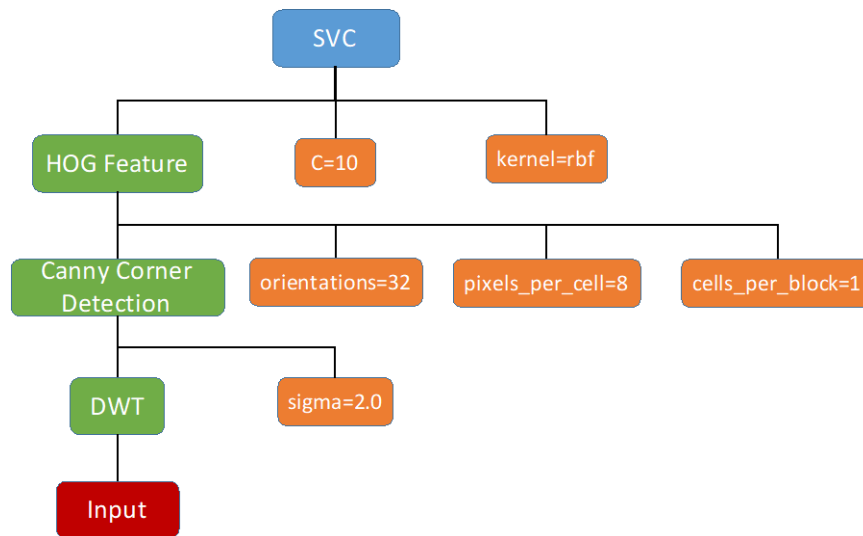 SVC
HOG Feature
C=10
kernel=rbf
Canny Corner
Detection
orientations=32
pixels_per_cell=8
cells_per_block=1
DWT
sigma=2.0
Input